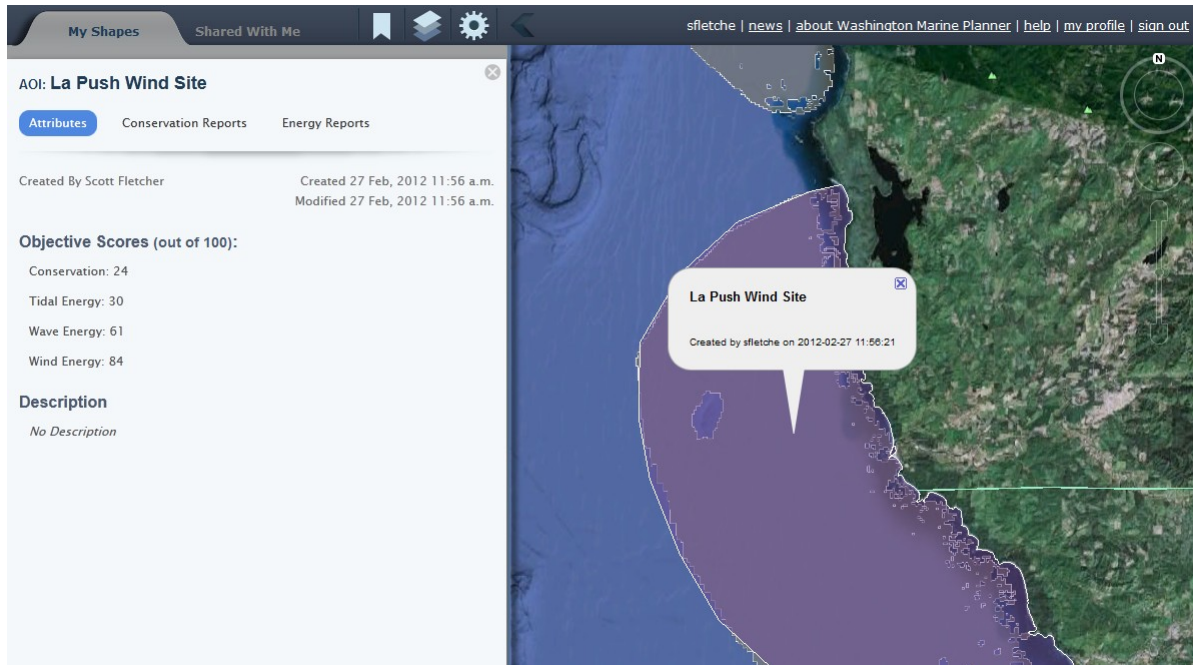 My Shapes
Shared With Me
sfletche | news | about Washington Marine Planner | help | my profile | sign out
AOI: La Push Wind Site
Attributes
Conservation Reports
Energy Reports
Created By Scott Fletcher
Created 27 Feb, 2012 11:56 a.m.
Modified 27 Feb, 2012 11:56 a.m.
Objective Scores (out of 100):
Conservation: 24
Tidal Energy: 30
Wave Energy: 61
Wind Energy: 84
Description
No Description
N
La Push Wind Site
Created by sfletche on 2012-02-27 11:56:21